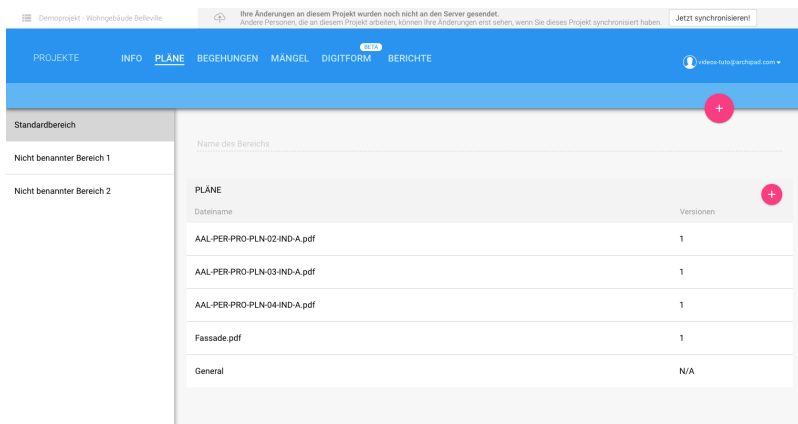 Demoprojekt - Wohngebäude Belleville
Ihre Änderungen an diesem Projekt wurden noch nicht an den Server gesendet.
Andere Personen, die an diesem Projekt arbeiten, können Ihre Änderungen erst sehen, wenn Sie dieses Projekt synchronisiert haben.
Jetzt synchronisieren!
PROJEKTE
INFO PLÄNE BEGEHUNGEN MÄNGEL DIGITFORM BETA BERICHTE
videos-tuto@archipad.com
+
Standardbereich
Nicht benannter Bereich 1
Nicht benannter Bereich 2
Name des Bereichs
PLÄNE
+
Dateiname Versionen
AAL-PER-PRO-PLN-02-IND-A.pdf 1
AAL-PER-PRO-PLN-03-IND-A.pdf 1
AAL-PER-PRO-PLN-04-IND-A.pdf 1
Fassade.pdf 1
General N/A